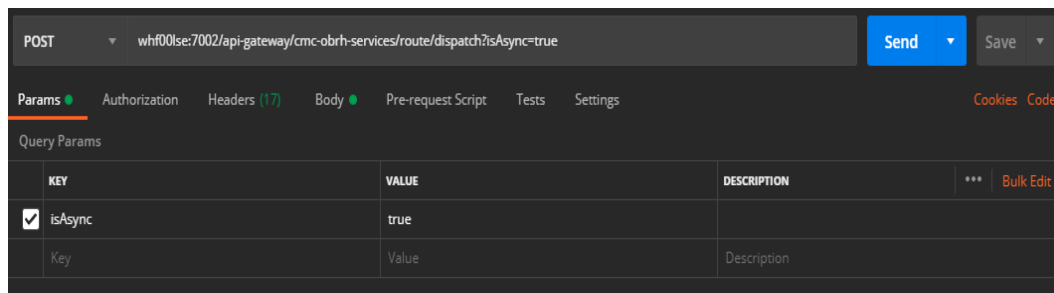 POST whf00lse:7002/api-gateway/cmc-obrh-services/route/dispatch?isAsync=true Send Save
Params Authorization Headers (17) Body Pre-request Script Tests Settings Cookies Code
Query Params
KEY VALUE DESCRIPTION ••• Bulk Edit
isAsync true
Key Value Description